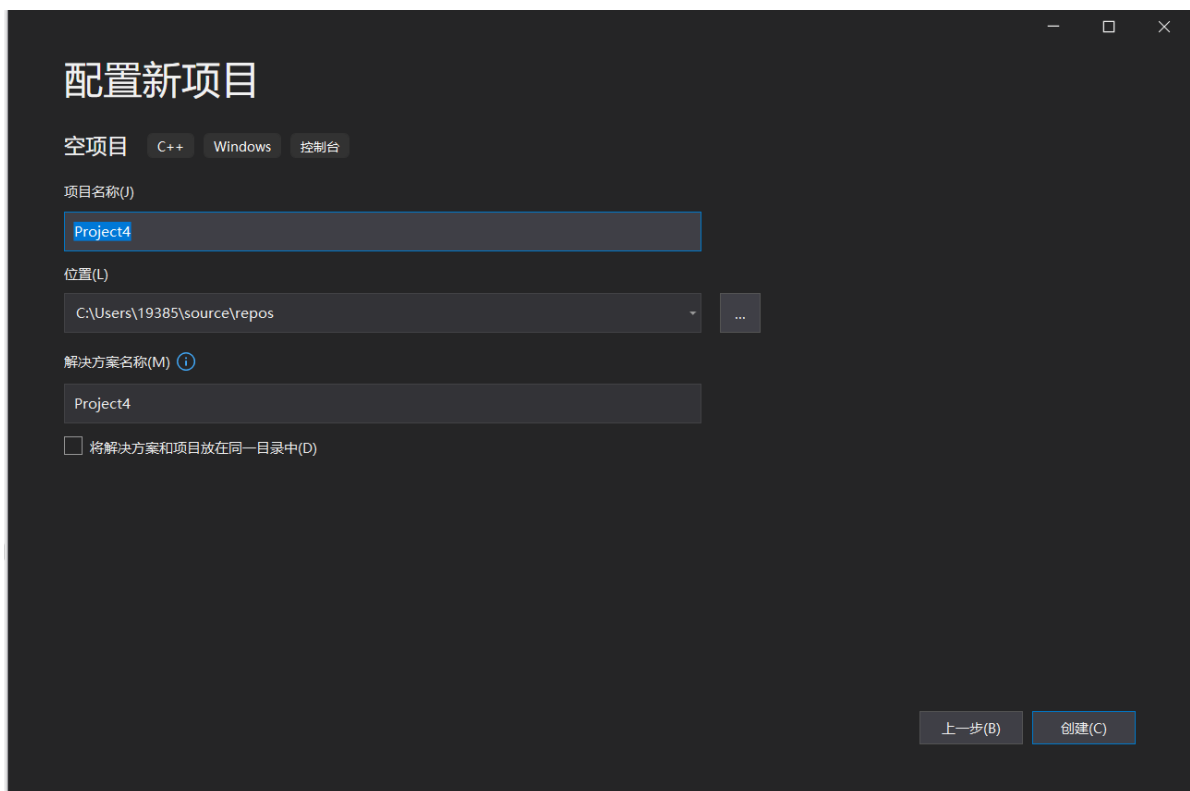 配置新项目
空项目 C++ Windows 控制台
项目名称(J)
Project4
位置(L)
C:\Users\19385\source\repos
...
解决方案名称(M)
Project4
将解决方案和项目放在同一目录中(D)
上一步(B) 创建(C)